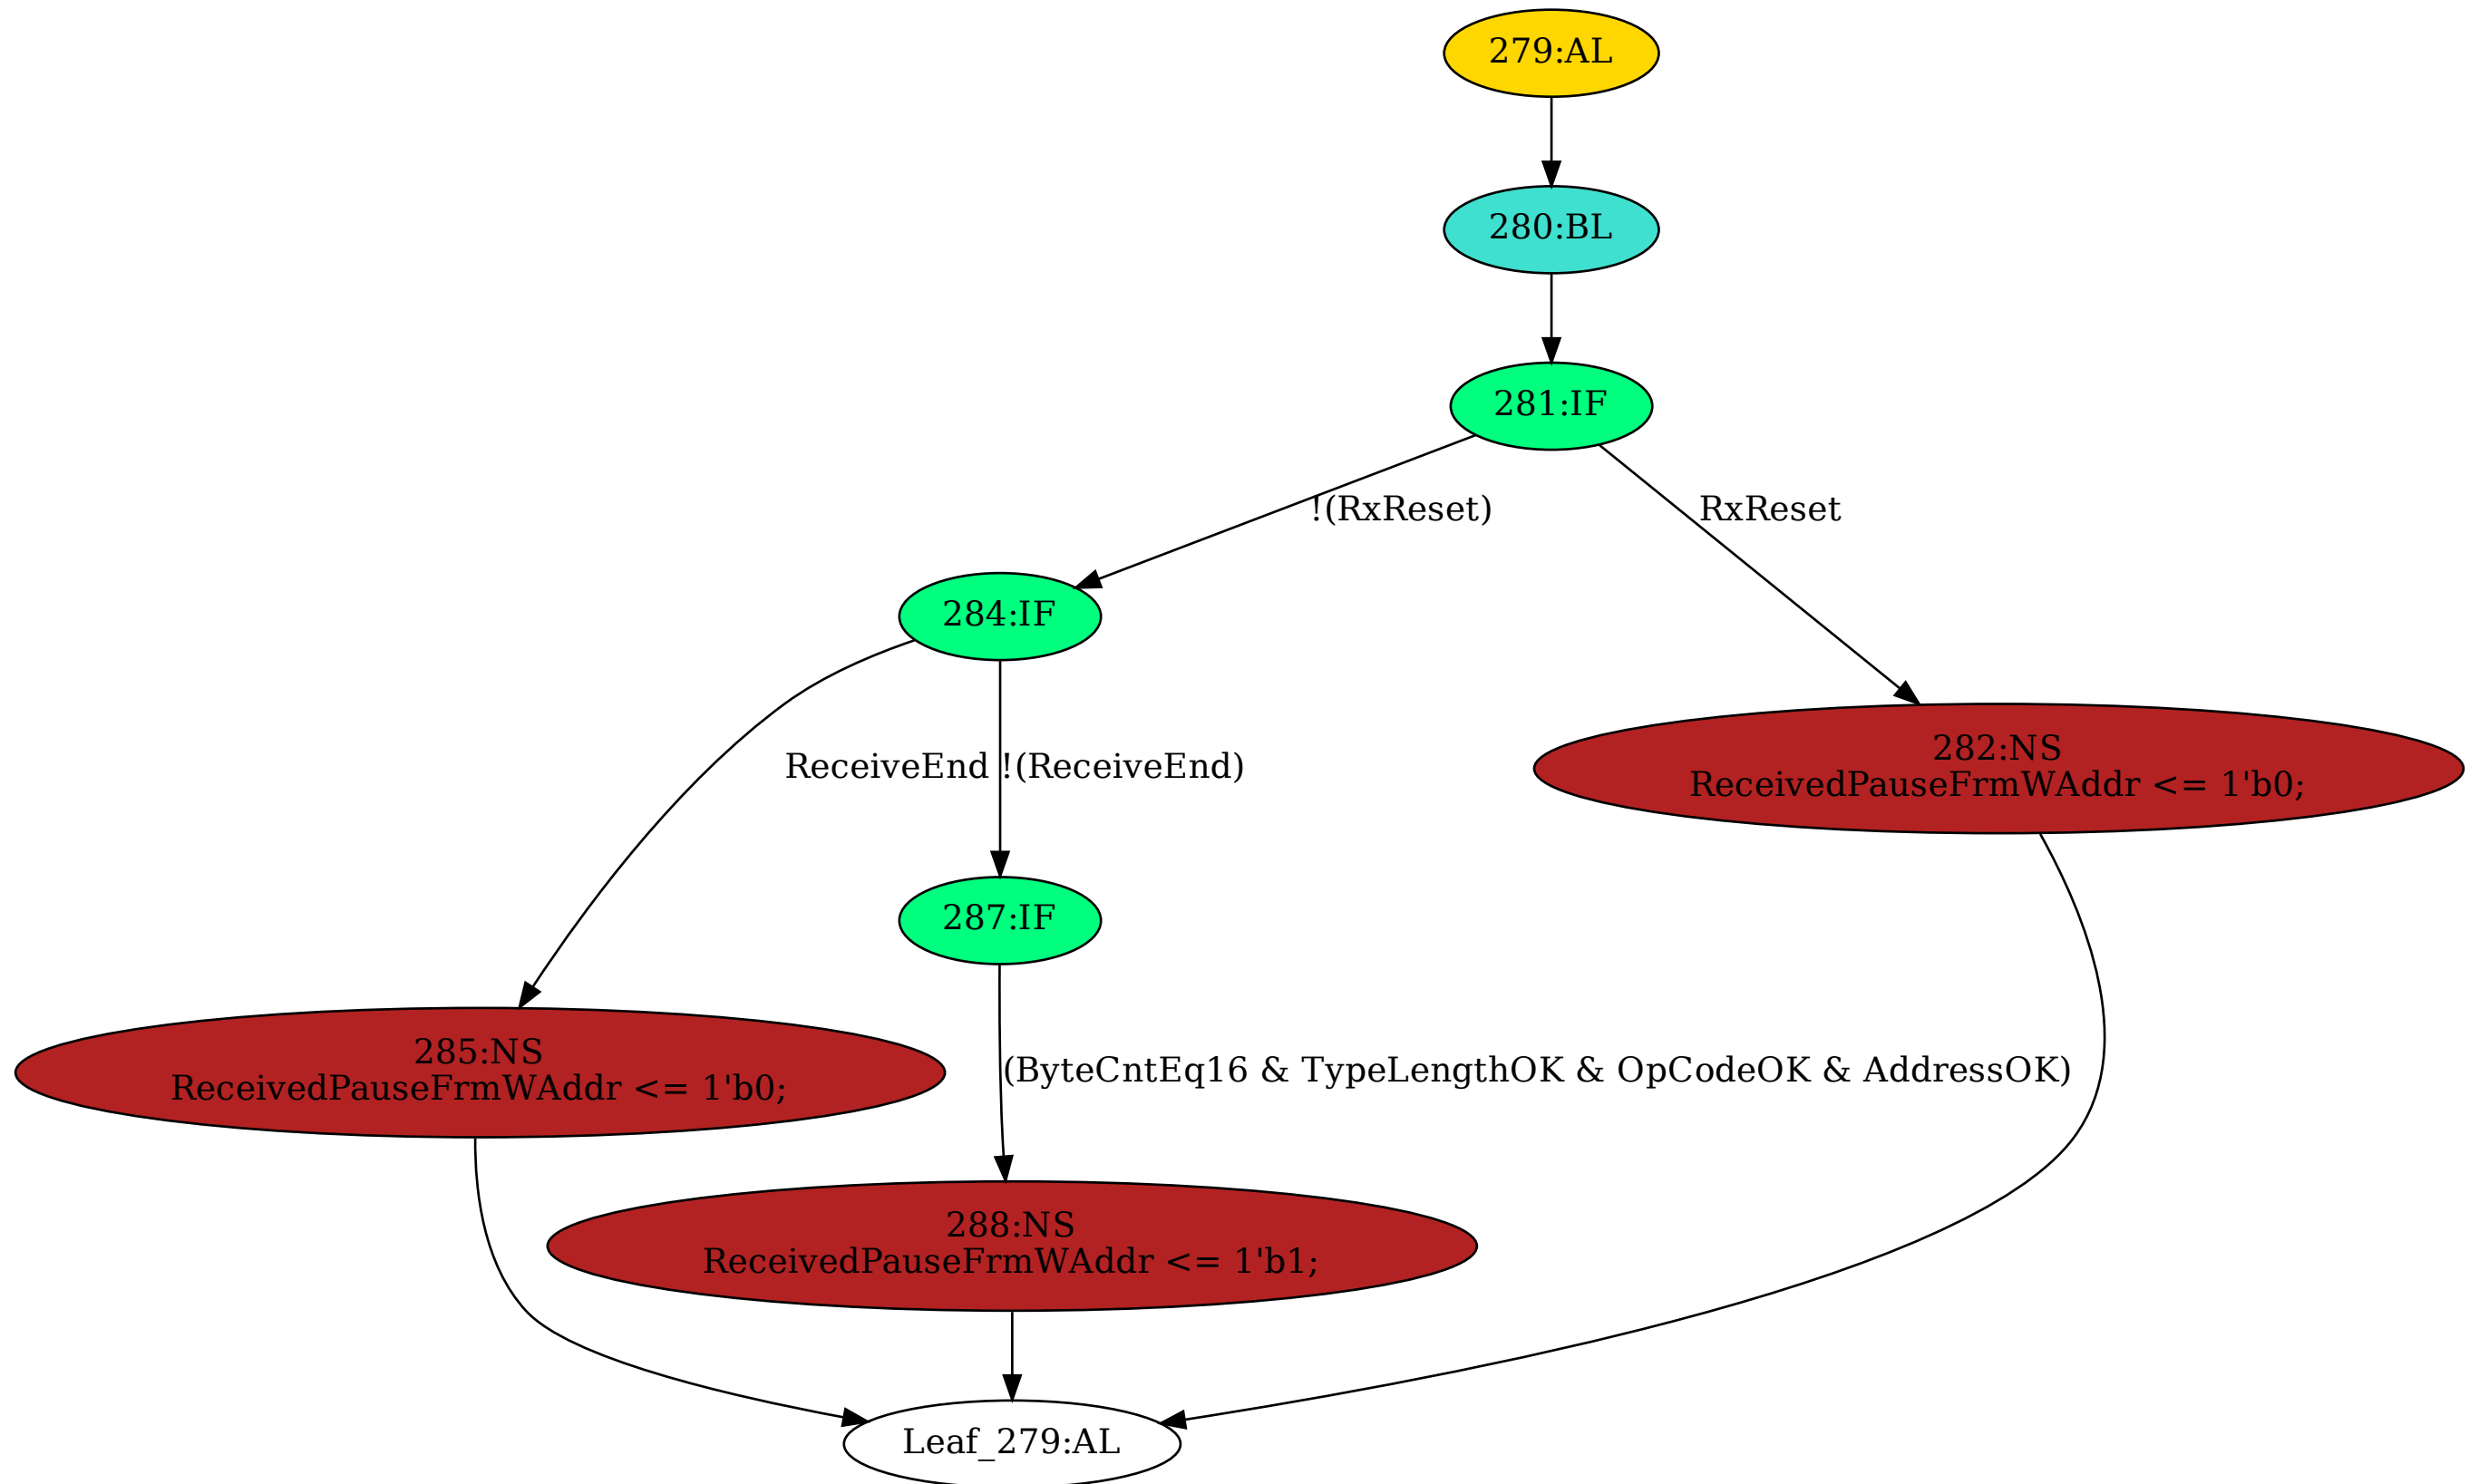 279:AL
280:BL
281:IF
!(RxReset)
RxReset
284:IF
282:NS
ReceivedPauseFrmWAddr <= 1'b0;
ReceiveEnd
!(ReceiveEnd)
287:IF
285:NS
ReceivedPauseFrmWAddr <= 1'b0;
(ByteCntEq16 & TypeLengthOK & OpCodeOK & AddressOK)
288:NS
ReceivedPauseFrmWAddr <= 1'b1;
Leaf_279:AL